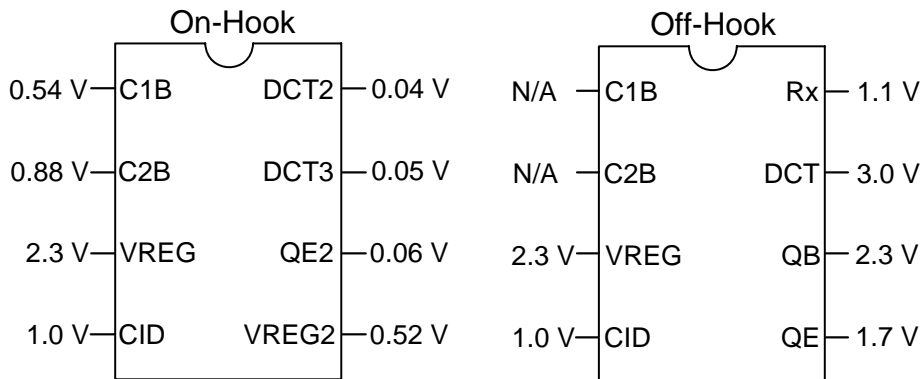 On-Hook
0.54 V C1B DCT2 0.04 V
0.88 V C2B DCT3 0.05 V
2.3 V VREG QE2 0.06 V
1.0 V CID VREG2 0.52 V
Off-Hook
N/A C1B Rx 1.1 V
N/A C2B DCT 3.0 V
2.3 V VREG QB 2.3 V
1.0 V CID QE 1.7 V